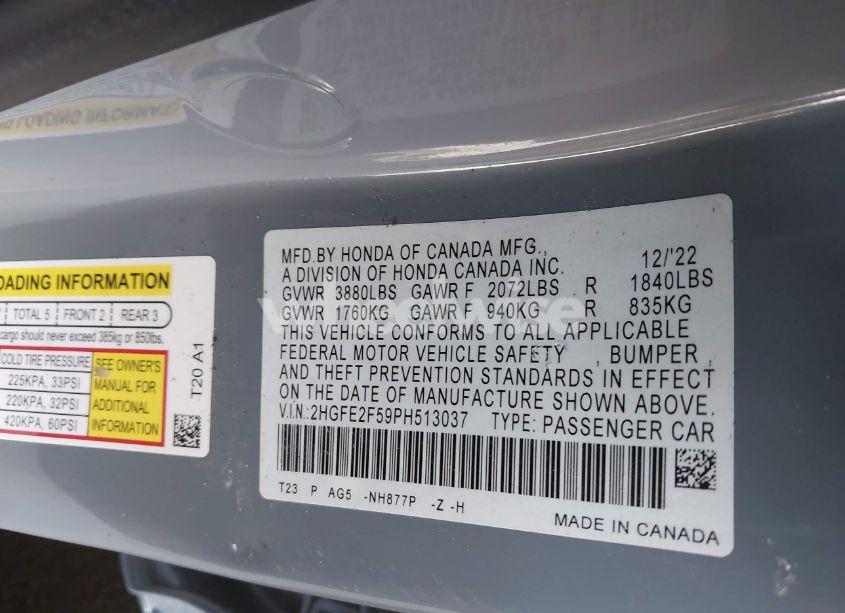 MFD.BY HONDA OF CANADA MFG., 12/'22
A DIVISION OF HONDA CANADA INC.
GVWR 3880LBS GAWR F 2072LBS R 1840LBS
GVWR 1760KG GAWR F 940KG R 835KG
THIS VEHICLE CONFORMS TO ALL APPLICABLE
FEDERAL MOTOR VEHICLE SAFETY , BUMPER ,
AND THEFT PREVENTION STANDARDS IN EFFECT
ON THE DATE OF MANUFACTURE SHOWN ABOVE.
V.I.N.:2HGFE2F59PH513037 TYPE: PASSENGER CAR
T23 P AG5 -NH877P -Z -H
MADE IN CANADA
OADING INFORMATION
TOTAL 5 FRONT 2 REAR 3
cargo should never exceed 385kg or 850lbs.
COLD TIRE PRESSURE
225KPA, 33PSI
220KPA, 32PSI
420KPA, 60PSI
SEE OWNER'S
MANUAL FOR
ADDITIONAL
INFORMATION
T20 A1